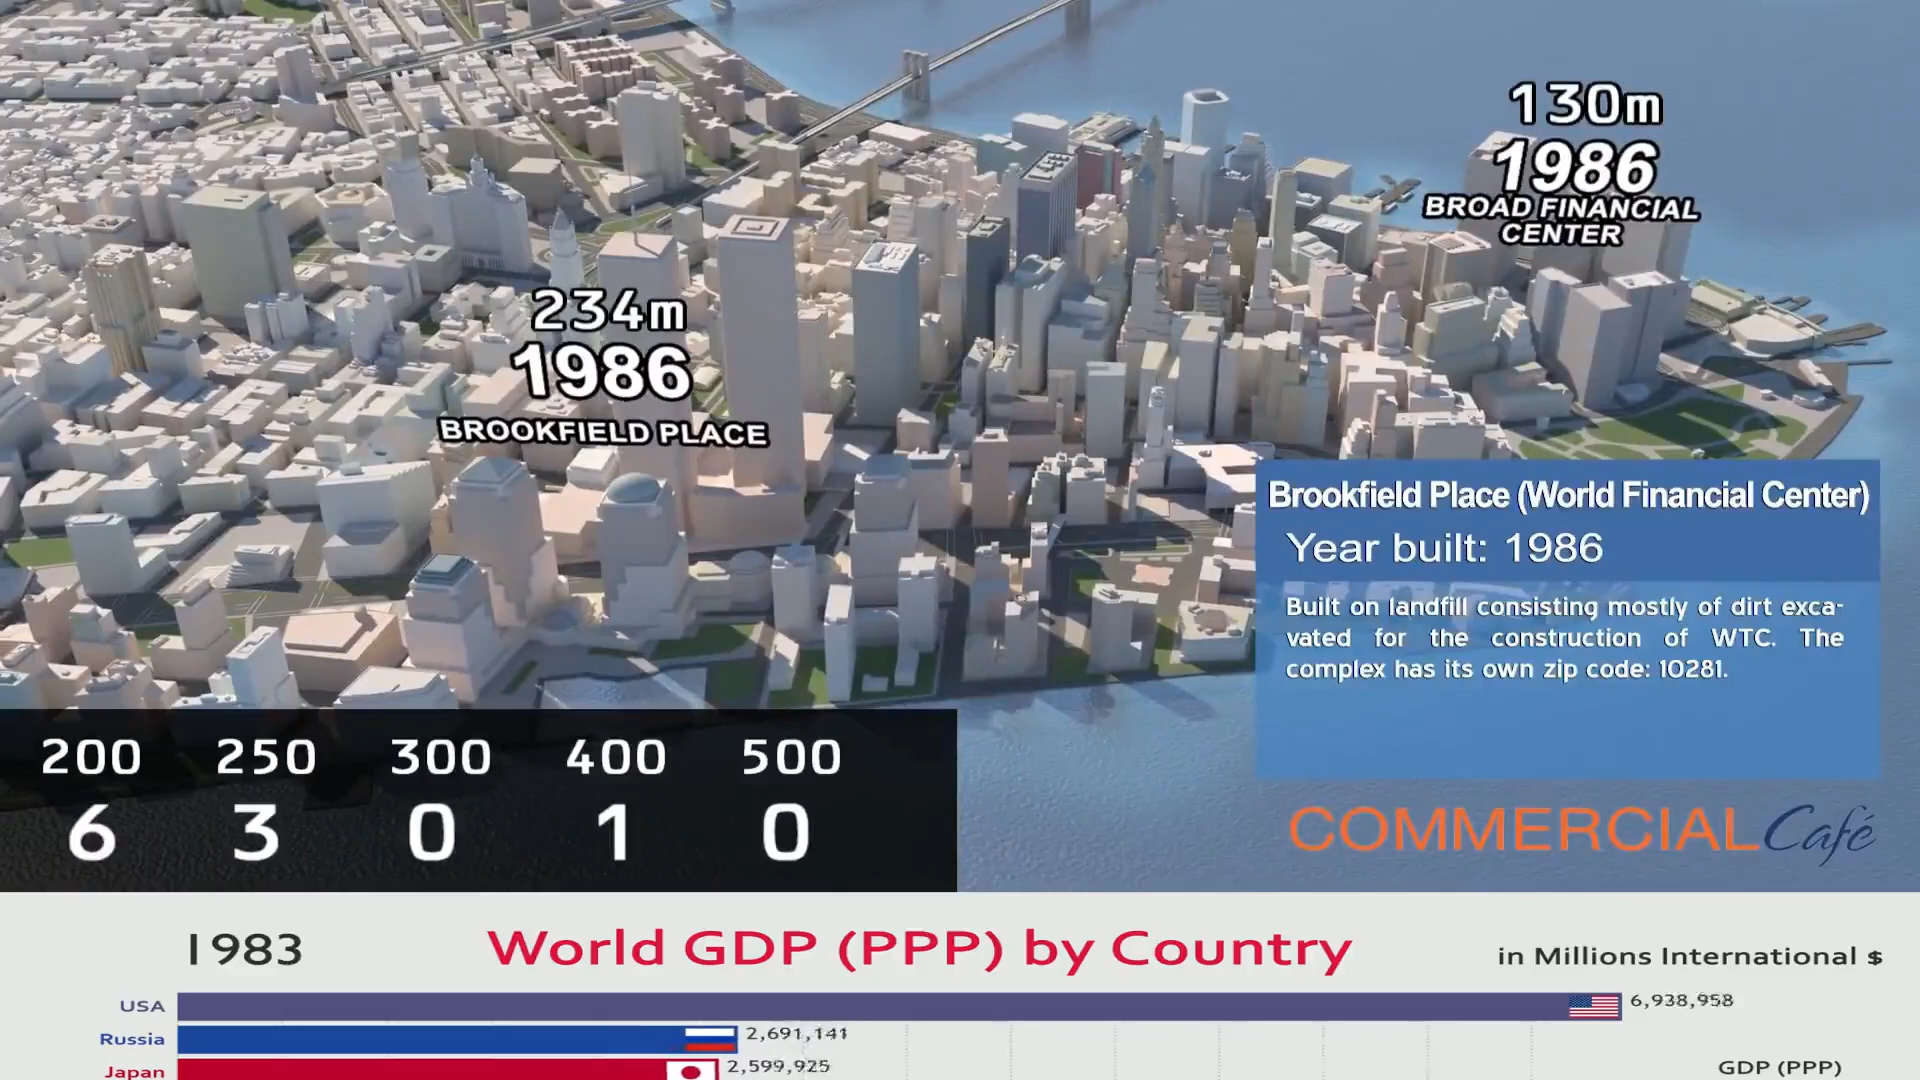 130m
1986
BROAD FINANCIAL
CENTER
234m
1986
BROOKFIELD PLACE
Brookfield Place (World Financial Center)
Year built: 1986
Built on landfill consisting mostly of dirt exca-
vated for the construction of WTC. The
complex has its own zip code: 10281.
200 250 300 400 500
6 3 0 1 0
COMMERCIALCafé
1983 World GDP (PPP) by Country in Millions International $
USA 6,938,958
Russia 2,691,141
Japan 2,599,925
GDP (PPP)